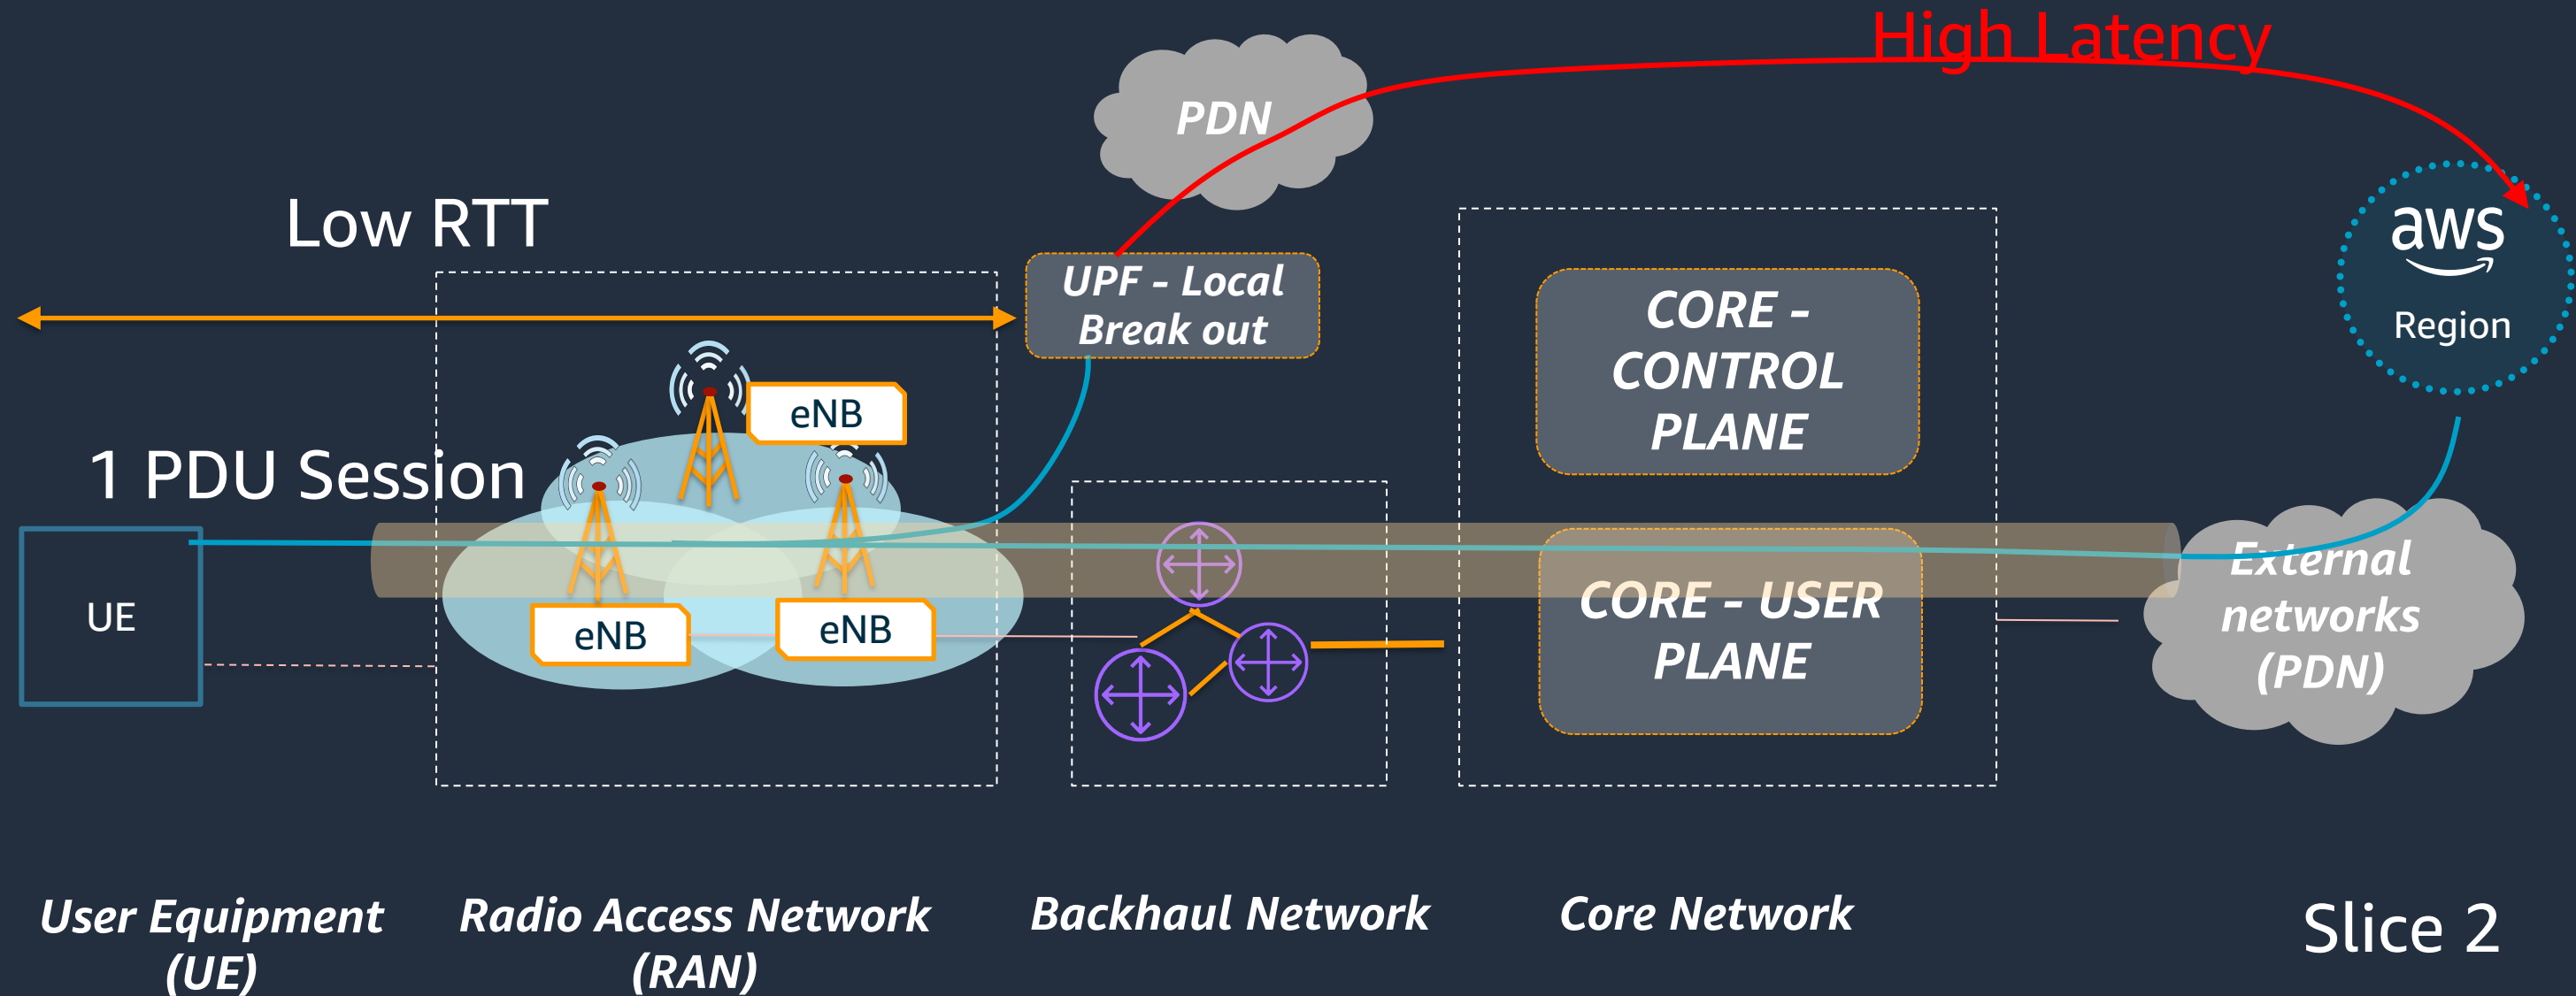 High Latency
PDN
Low RTT
UPF - Local
Break out
aws
Region
CORE -
CONTROL
PLANE
eNB
1 PDU Session
UE
eNB
eNB
CORE - USER
PLANE
External
networks
(PDN)
User Equipment
(UE)
Radio Access Network
(RAN)
Backhaul Network
Core Network
Slice 2